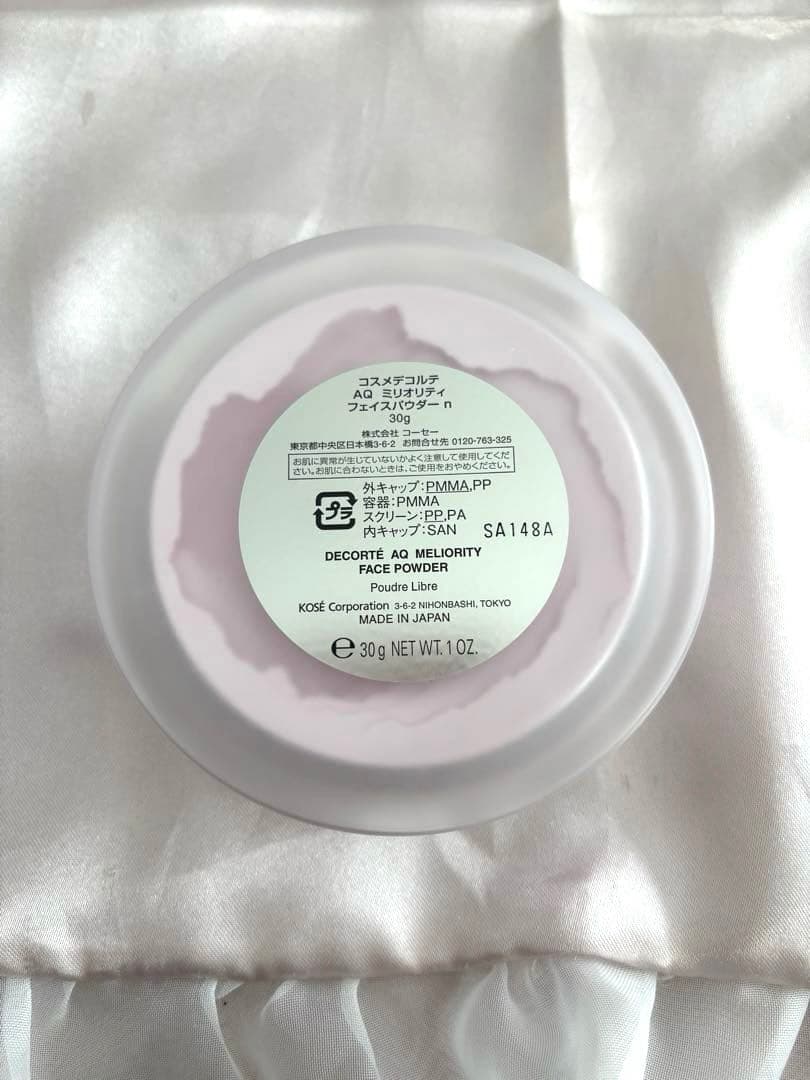 コスメデコルテ
AQ ミリオリティ
フェイスパウダー n
30g
株式会社 コーセー
東京都中央区日本橋3-6-2 お問合せ先 0120-763-325
お肌に異常が生じていないかよく注意して使用してくだ
さい。お肌に合わないときは、ご使用をおやめください。
プラ
外キャップ:PMMA,PP
容器:PMMA
スクリーン:PP,PA
内キャップ:SAN
SA148A
DECORTÉ AQ MELIORITY
FACE POWDER
Poudre Libre
KOSÉ Corporation 3-6-2 NIHONBASHI, TOKYO
MADE IN JAPAN
℮ 30g NET WT. 1 OZ.